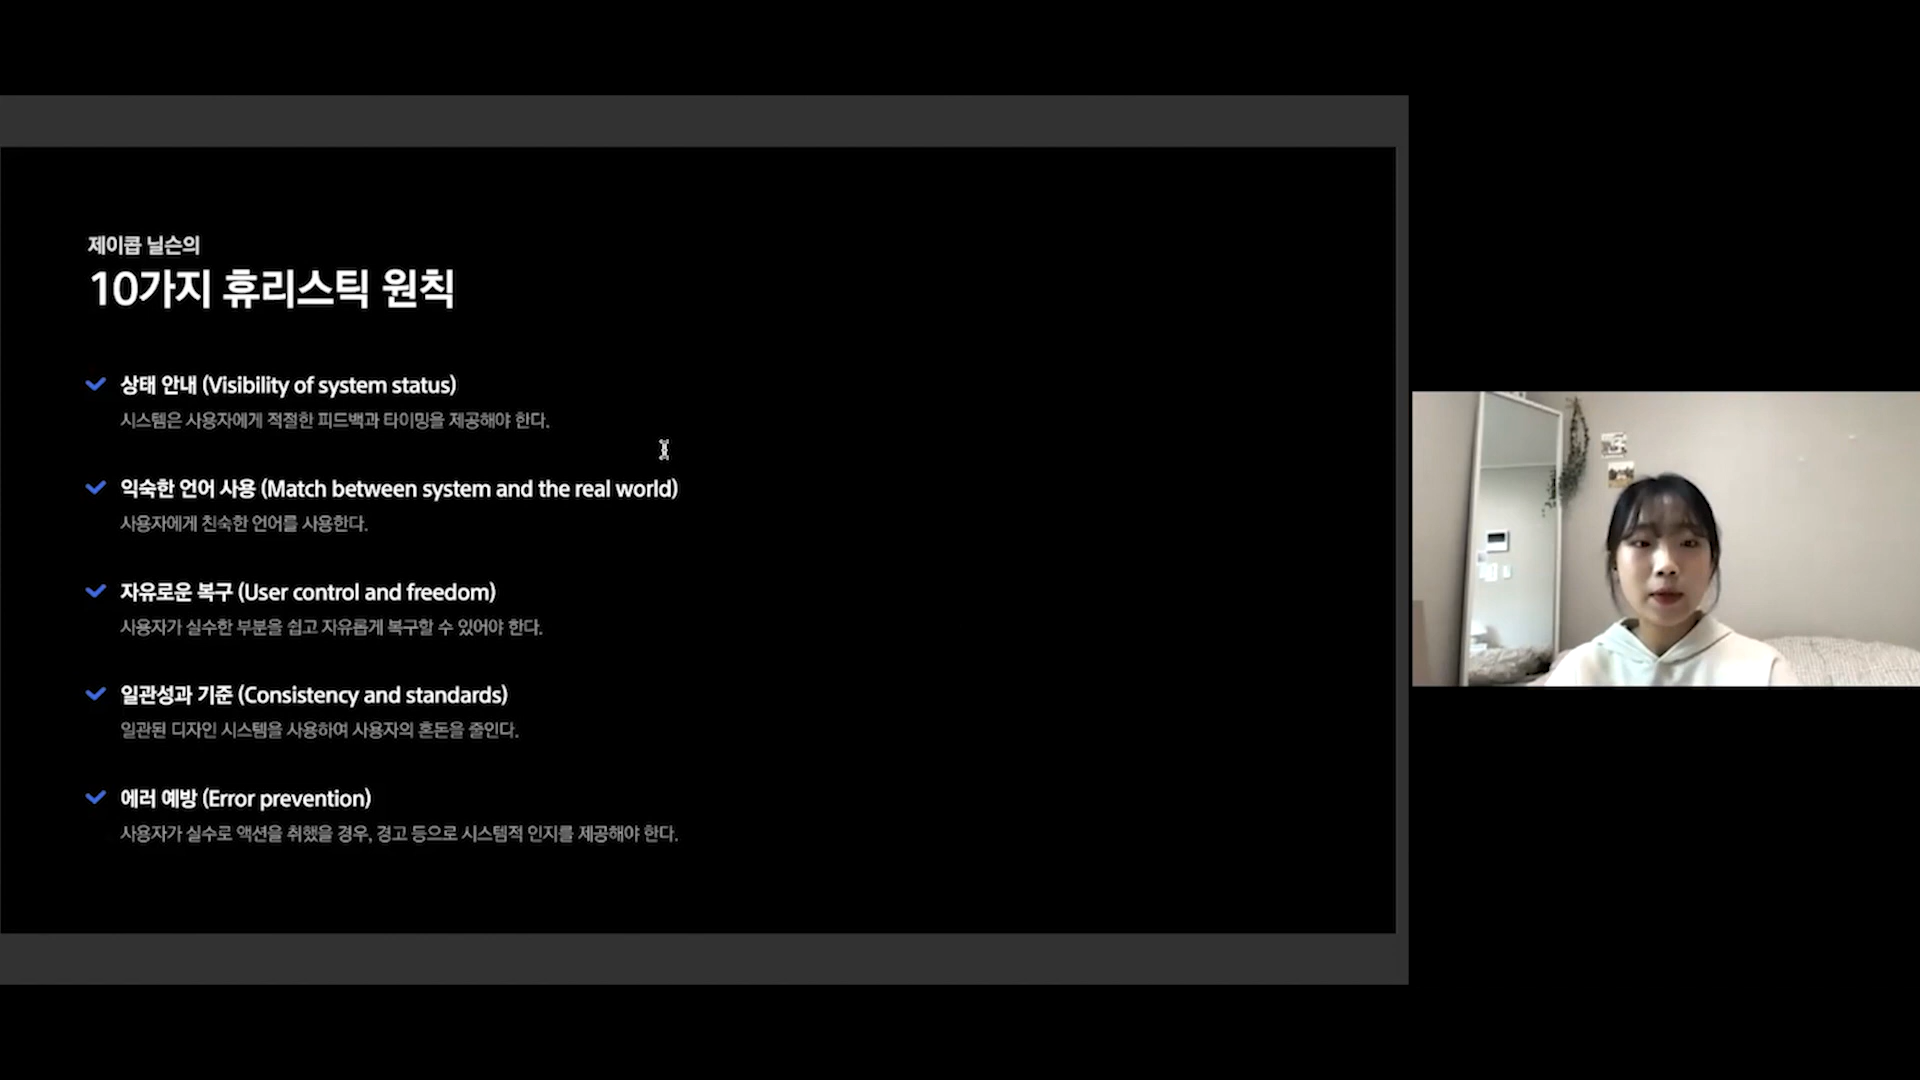 제이콥 닐슨의
10가지 휴리스틱 원칙
상태 안내 (Visibility of system status)
시스템은 사용자에게 적절한 피드백과 타이밍을 제공해야 한다.
익숙한 언어 사용 (Match between system and the real world)
사용자에게 친숙한 언어를 사용한다.
자유로운 복구 (User control and freedom)
사용자가 실수한 부분을 쉽고 자유롭게 복구할 수 있어야 한다.
일관성과 기준 (Consistency and standards)
일관된 디자인 시스템을 사용하여 사용자의 혼돈을 줄인다.
에러 예방 (Error prevention)
사용자가 실수로 액션을 취했을 경우, 경고 등으로 시스템적 인지를 제공해야 한다.